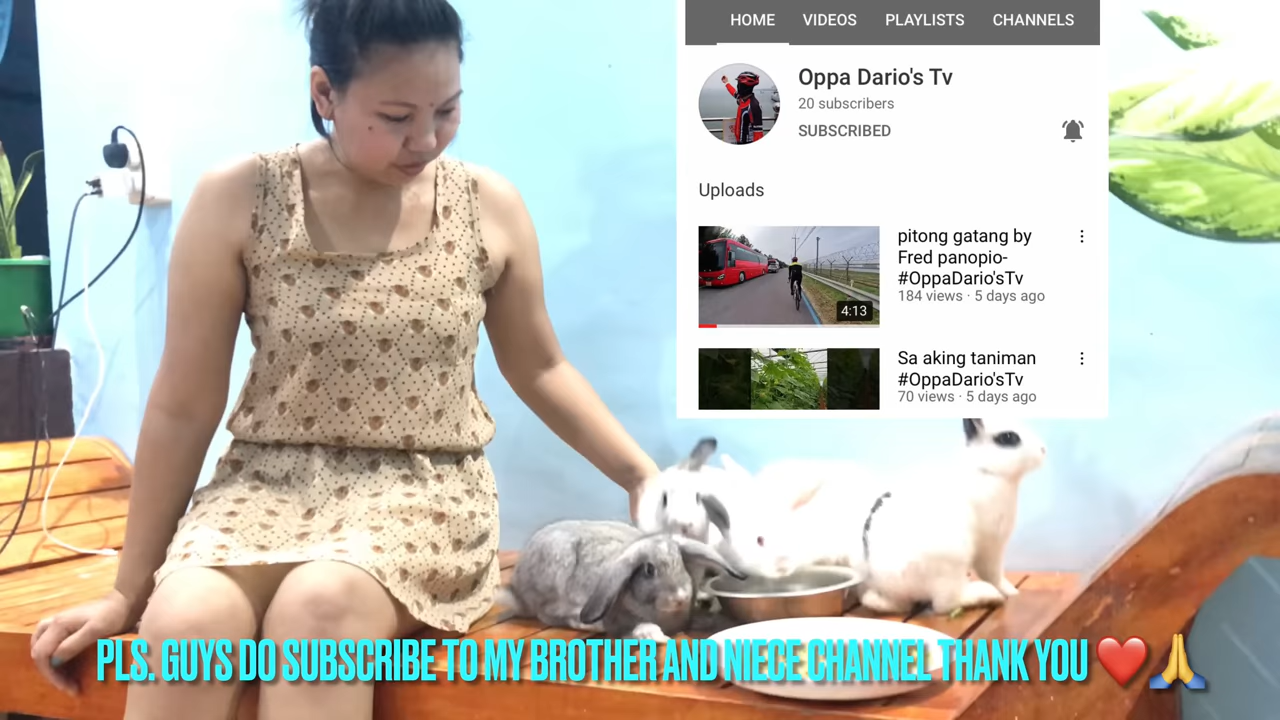 HOME VIDEOS PLAYLISTS CHANNELS
Oppa Dario's Tv
20 subscribers
SUBSCRIBED
Uploads
pitong gatang by
Fred panopio-
#OppaDario'sTv
184 views · 5 days ago
4:13
Sa aking taniman
#OppaDario'sTv
70 views · 5 days ago
PLS. GUYS DO SUBSCRIBE TO MY BROTHER AND NIECE CHANNEL THANK YOU ❤️🙏